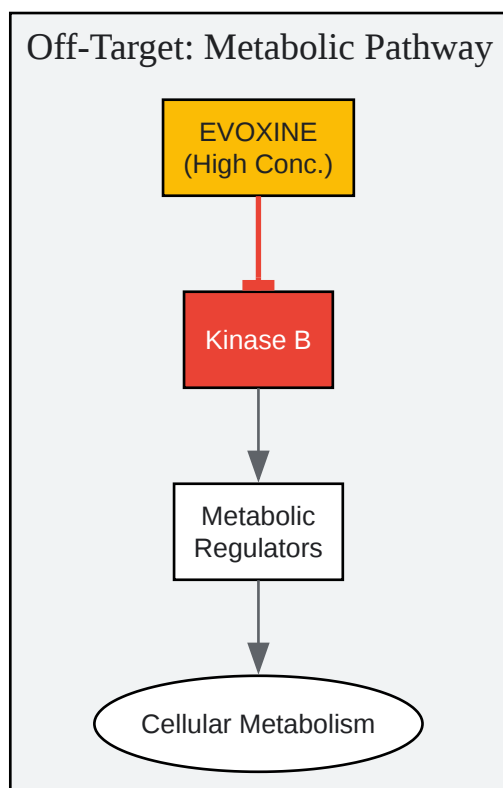 Off-Target: Metabolic Pathway
EVOXINE
(High Conc.)
Kinase B
Metabolic
Regulators
Cellular Metabolism